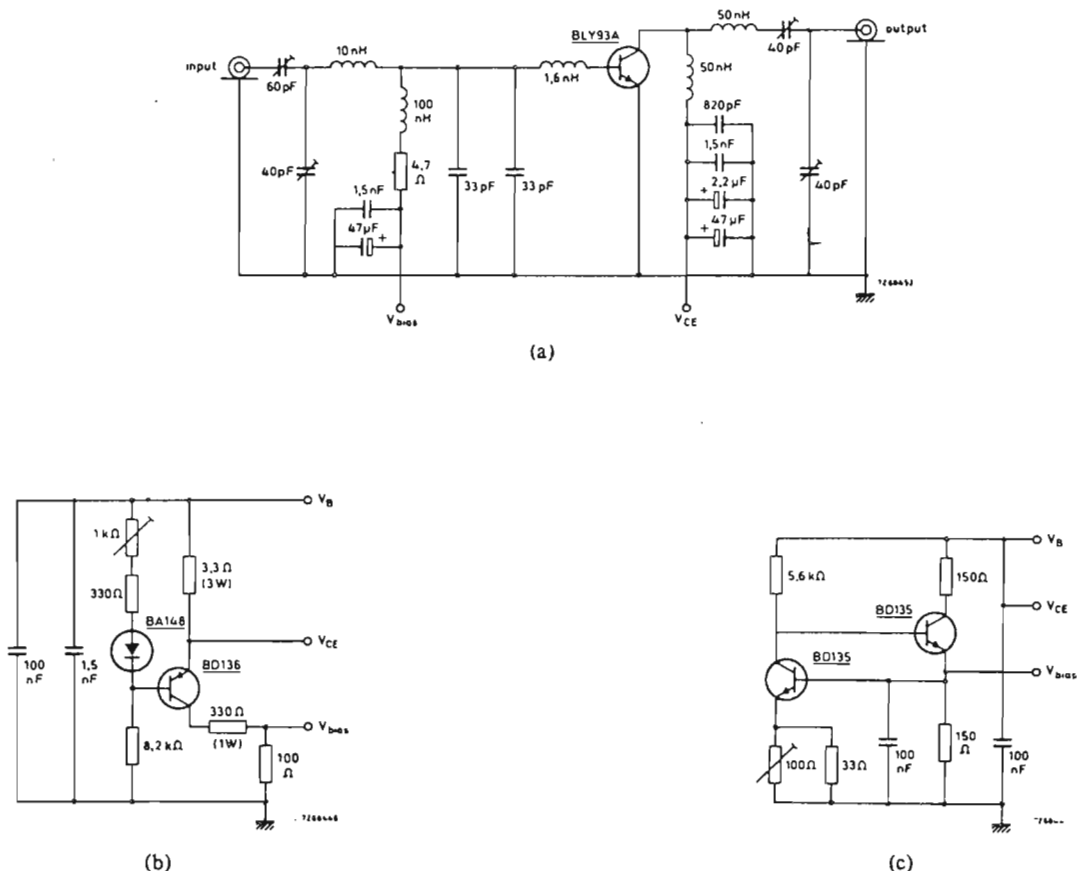 50nH
BLY93A
40pF
output
10nH
input
60pF
1,6nH
50nH
100 nH
820pF
40pF
4,7 Ω
33pF
33pF
1,5nF
40pF
1,5nF
+ 2,2µF
47µF +
+ 47µF
Vbias
VCE
(a)
VB
1kΩ
3,3Ω (3W)
330Ω
BA148
VCE
BD136
100 nF
1,5 nF
330Ω (1W)
Vbias
8,2kΩ
100 Ω
(b)
VB
5,6kΩ
150Ω
VCE
BD135
BD135
Vbias
100Ω
33Ω
100 nF
150 Ω
100 nF
(c)